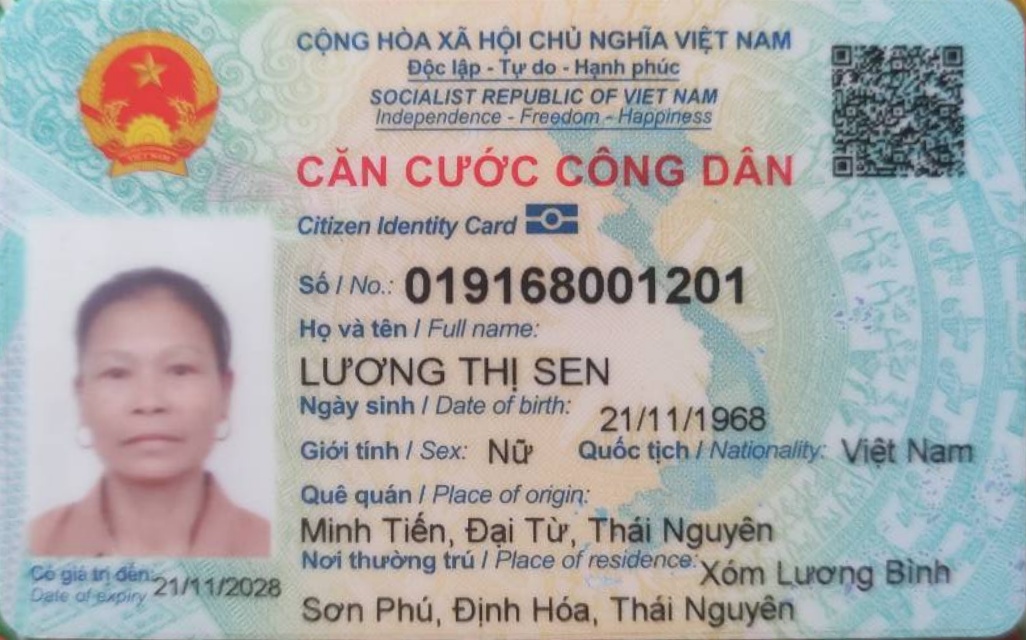 CỘNG HÒA XÃ HỘI CHỦ NGHĨA VIỆT NAM
Độc lập - Tự do - Hạnh phúc
SOCIALIST REPUBLIC OF VIET NAM
Independence - Freedom - Happiness
CĂN CƯỚC CÔNG DÂN
Citizen Identity Card
Số / No.: 019168001201
Họ và tên / Full name:
LƯƠNG THỊ SEN
Ngày sinh / Date of birth: 21/11/1968
Giới tính / Sex: Nữ Quốc tịch / Nationality: Việt Nam
Quê quán / Place of origin:
Minh Tiến, Đại Từ, Thái Nguyên
Nơi thường trú / Place of residence: Xóm Lương Bình
Sơn Phú, Định Hóa, Thái Nguyên
Có giá trị đến: 21/11/2028
Date of expiry
VIỆT NAM